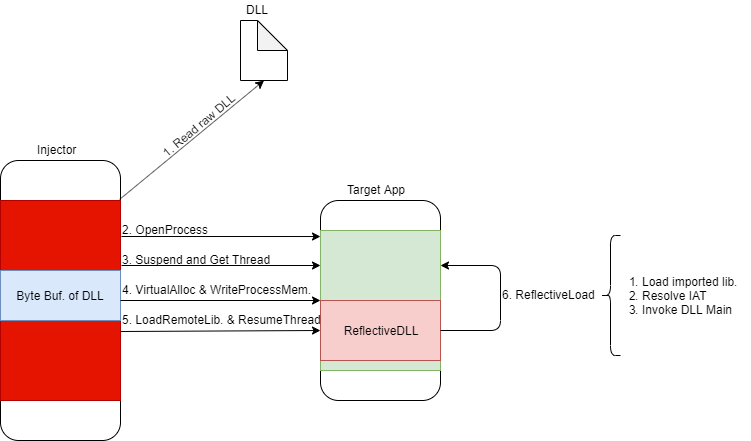 DLL
1. Read raw DLL
Injector
Target App
2. OpenProcess
3. Suspend and Get Thread
4. VirtualAlloc & WriteProcessMem.
Byte Buf. of DLL
5. LoadRemoteLib. & ResumeThread
ReflectiveDLL
6. ReflectiveLoad
1. Load imported lib.
2. Resolve IAT
3. Invoke DLL Main